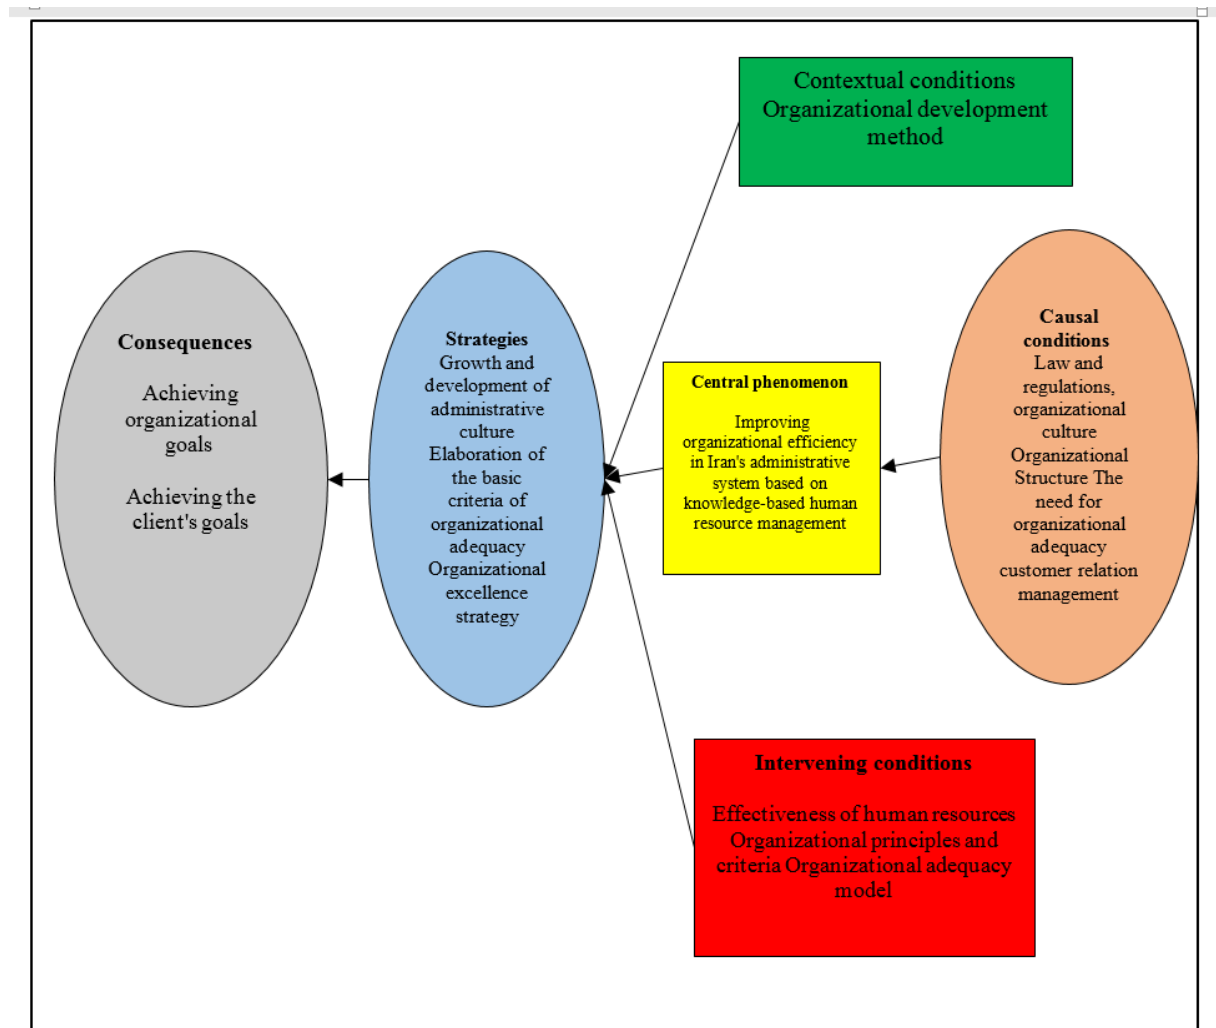 Contextual conditions
Organizational development
method
Consequences
Achieving
organizational
goals
Achieving the
client's goals
Strategies
Growth and
development of
administrative
culture
Elaboration of
the basic
criteria of
organizational
adequacy
Organizational
excellence
strategy
Central phenomenon
Improving
organizational efficiency
in Iran's administrative
system based on
knowledge-based human
resource management
Causal
conditions
Law and
regulations,
organizational
culture
Organizational
Structure The
need for
organizational
adequacy
customer relation
management
Intervening conditions
Effectiveness of human resources
Organizational principles and
criteria Organizational adequacy
model